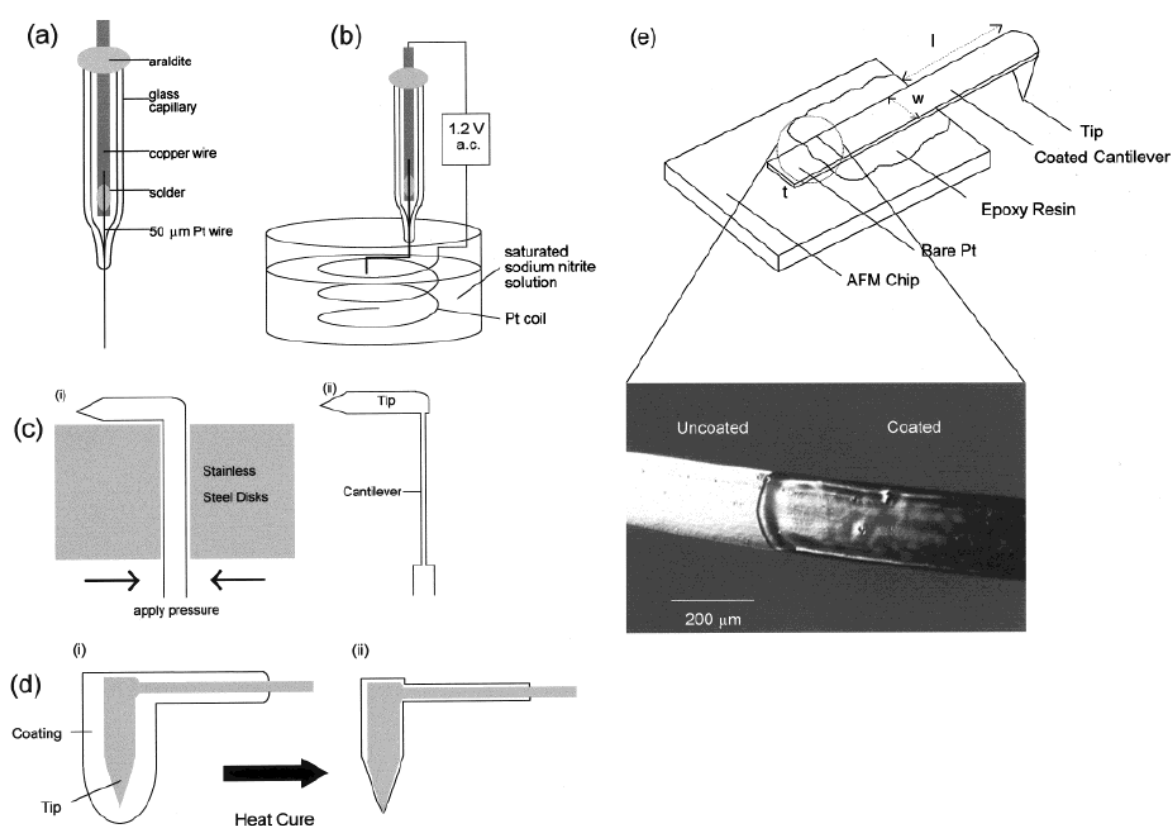 (a)
araldite
glass
capillary
copper wire
solder
50 μm Pt wire
(b)
1.2 V
a.c.
saturated
sodium nitrite
solution
Pt coil
(c)
(i)
Stainless
Steel Disks
apply pressure
(ii)
Tip
Cantilever
(d)
(i)
Coating
Tip
Heat Cure
(ii)
(e)
l
w
t
Tip
Coated Cantilever
Epoxy Resin
Bare Pt
AFM Chip
Uncoated
Coated
200 μm